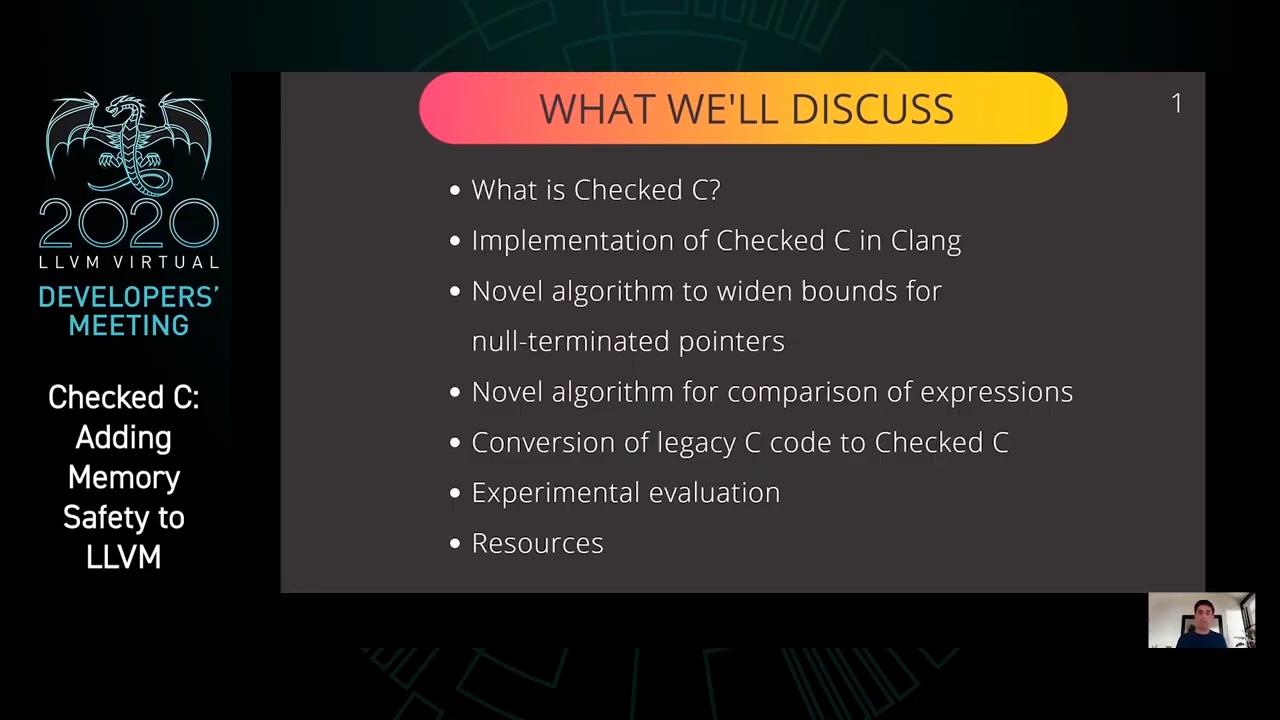 2020
LLVM VIRTUAL
DEVELOPERS'
MEETING
Checked C:
Adding
Memory
Safety to
LLVM
WHAT WE'LL DISCUSS
1
• What is Checked C?
• Implementation of Checked C in Clang
• Novel algorithm to widen bounds for
null-terminated pointers
• Novel algorithm for comparison of expressions
• Conversion of legacy C code to Checked C
• Experimental evaluation
• Resources